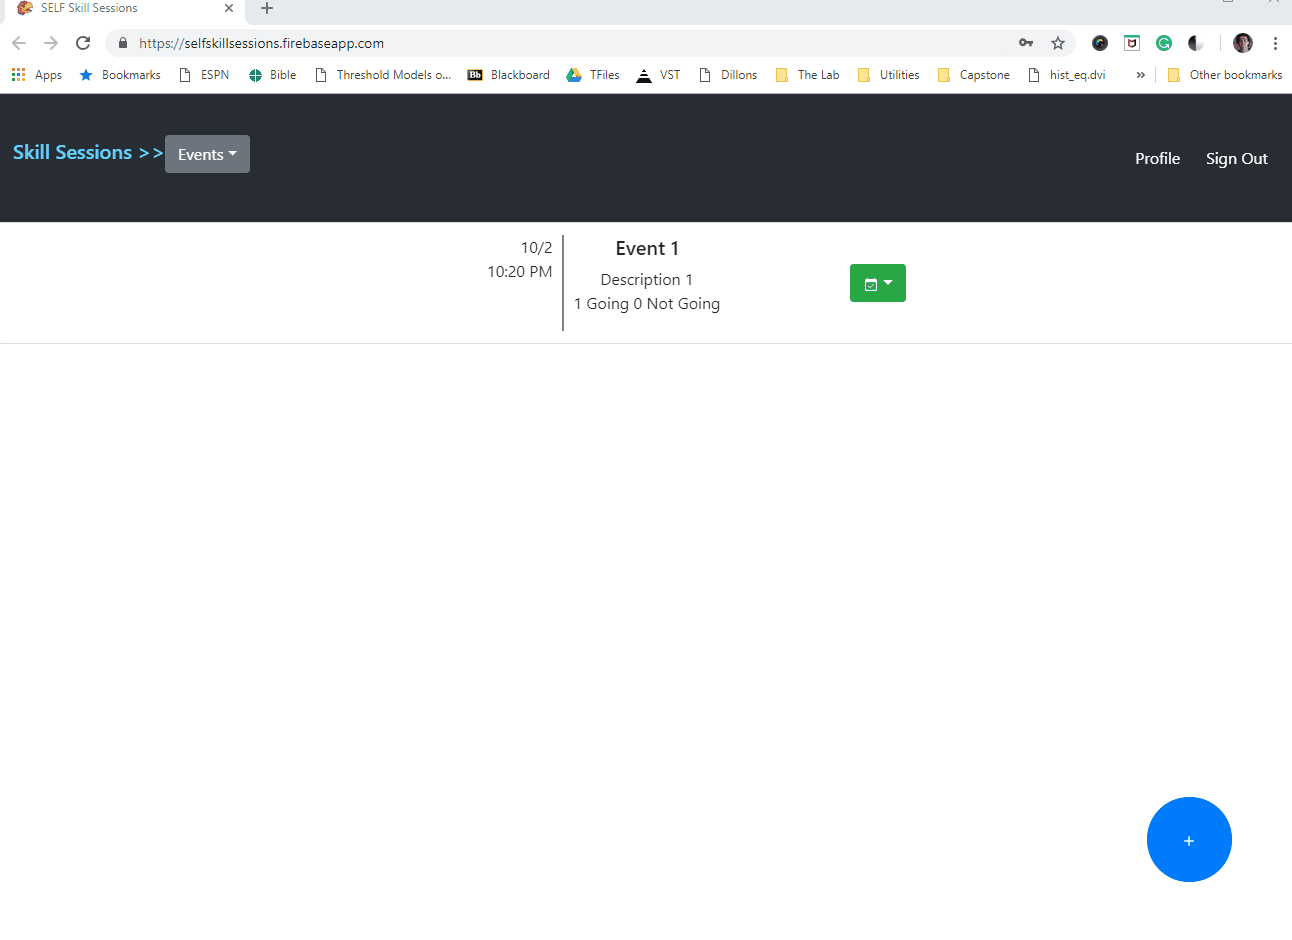 SELF Skill Sessions
https://selfskillsessions.firebaseapp.com
Apps Bookmarks ESPN Bible Threshold Models o... Bb Blackboard TFiles VST Dillons The Lab Utilities Capstone hist_eq.dvi » Other bookmarks
Skill Sessions >> Events Profile Sign Out
10/2 Event 1
10:20 PM Description 1
1 Going 0 Not Going
+